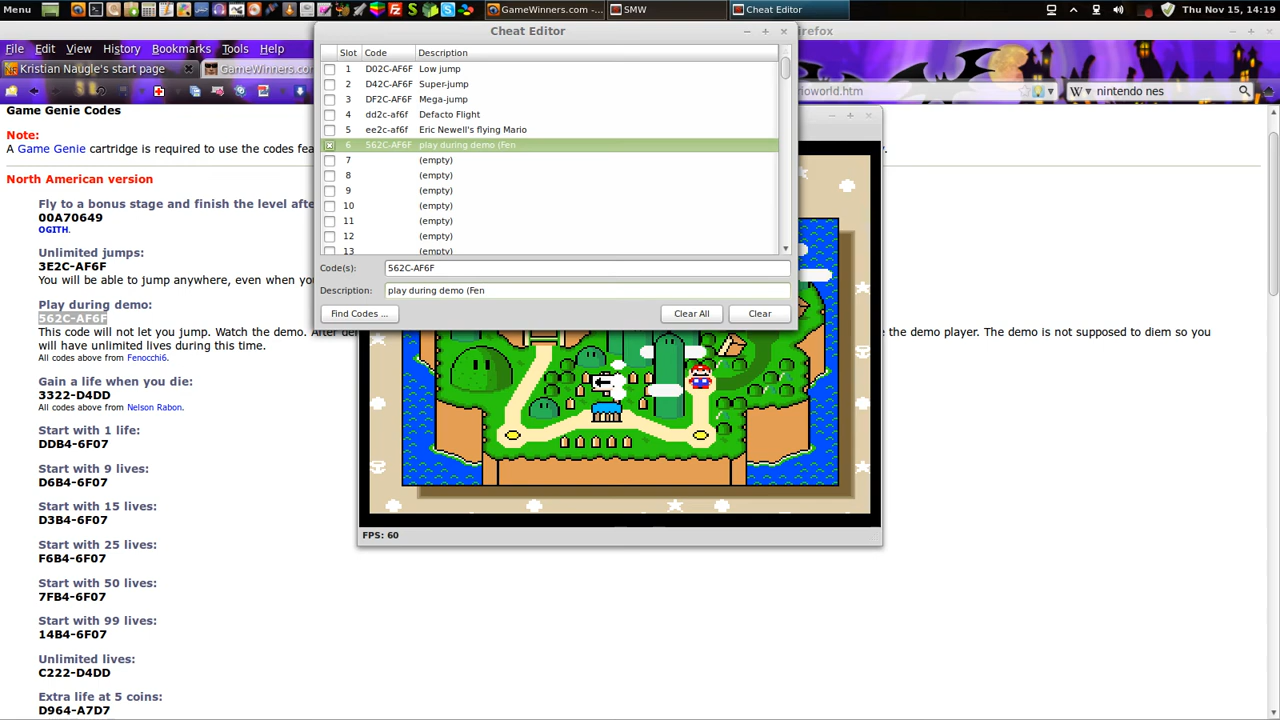 Menu
GameWinners.com -...
SMW
Cheat Editor
Thu Nov 15, 14:19
Cheat Editor
irefox
File Edit View History Bookmarks Tools Help
Kristian Naugle's start page
GameWinners.com
rioworld.htm
nintendo nes
Slot Code Description
1 D02C-AF6F Low jump
2 D42C-AF6F Super-jump
3 DF2C-AF6F Mega-jump
4 dd2c-af6f Defacto Flight
5 ee2c-af6f Eric Newell's flying Mario
6 562C-AF6F play during demo (Fen
7 (empty)
8 (empty)
9 (empty)
10 (empty)
11 (empty)
12 (empty)
13 (empty)
Code(s): 562C-AF6F
Description: play during demo (Fen
Find Codes ... Clear All Clear
FPS: 60
Game Genie Codes
Note:
A Game Genie cartridge is required to use the codes fea
North American version
Fly to a bonus stage and finish the level afte
00A70649
OGITH.
Unlimited jumps:
3E2C-AF6F
You will be able to jump anywhere, even when yo
Play during demo:
562C-AF6F
This code will not let you jump. Watch the demo. After de e the demo player. The demo is not supposed to diem so you
will have unlimited lives during this time.
All codes above from Fenocchi6.
Gain a life when you die:
3322-D4DD
All codes above from Nelson Rabon.
Start with 1 life:
DDB4-6F07
Start with 9 lives:
D6B4-6F07
Start with 15 lives:
D3B4-6F07
Start with 25 lives:
F6B4-6F07
Start with 50 lives:
7FB4-6F07
Start with 99 lives:
14B4-6F07
Unlimited lives:
C222-D4DD
Extra life at 5 coins:
D964-A7D7